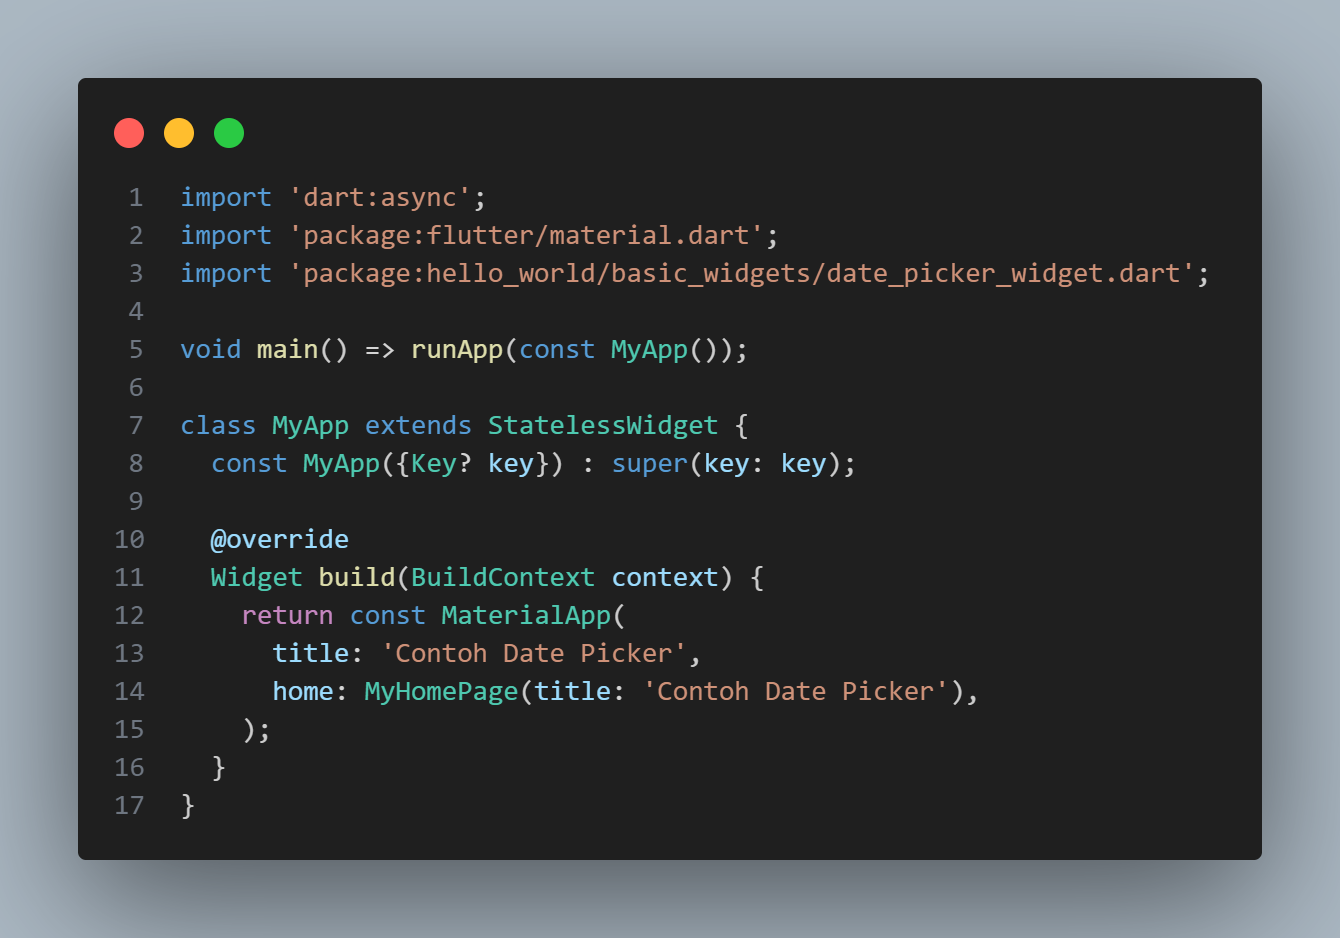 1 import 'dart:async';
2 import 'package:flutter/material.dart';
3 import 'package:hello_world/basic_widgets/date_picker_widget.dart';
4
5 void main() => runApp(const MyApp());
6
7 class MyApp extends StatelessWidget {
8   const MyApp({Key? key}) : super(key: key);
9
10   @override
11   Widget build(BuildContext context) {
12     return const MaterialApp(
13       title: 'Contoh Date Picker',
14       home: MyHomePage(title: 'Contoh Date Picker'),
15     );
16   }
17 }